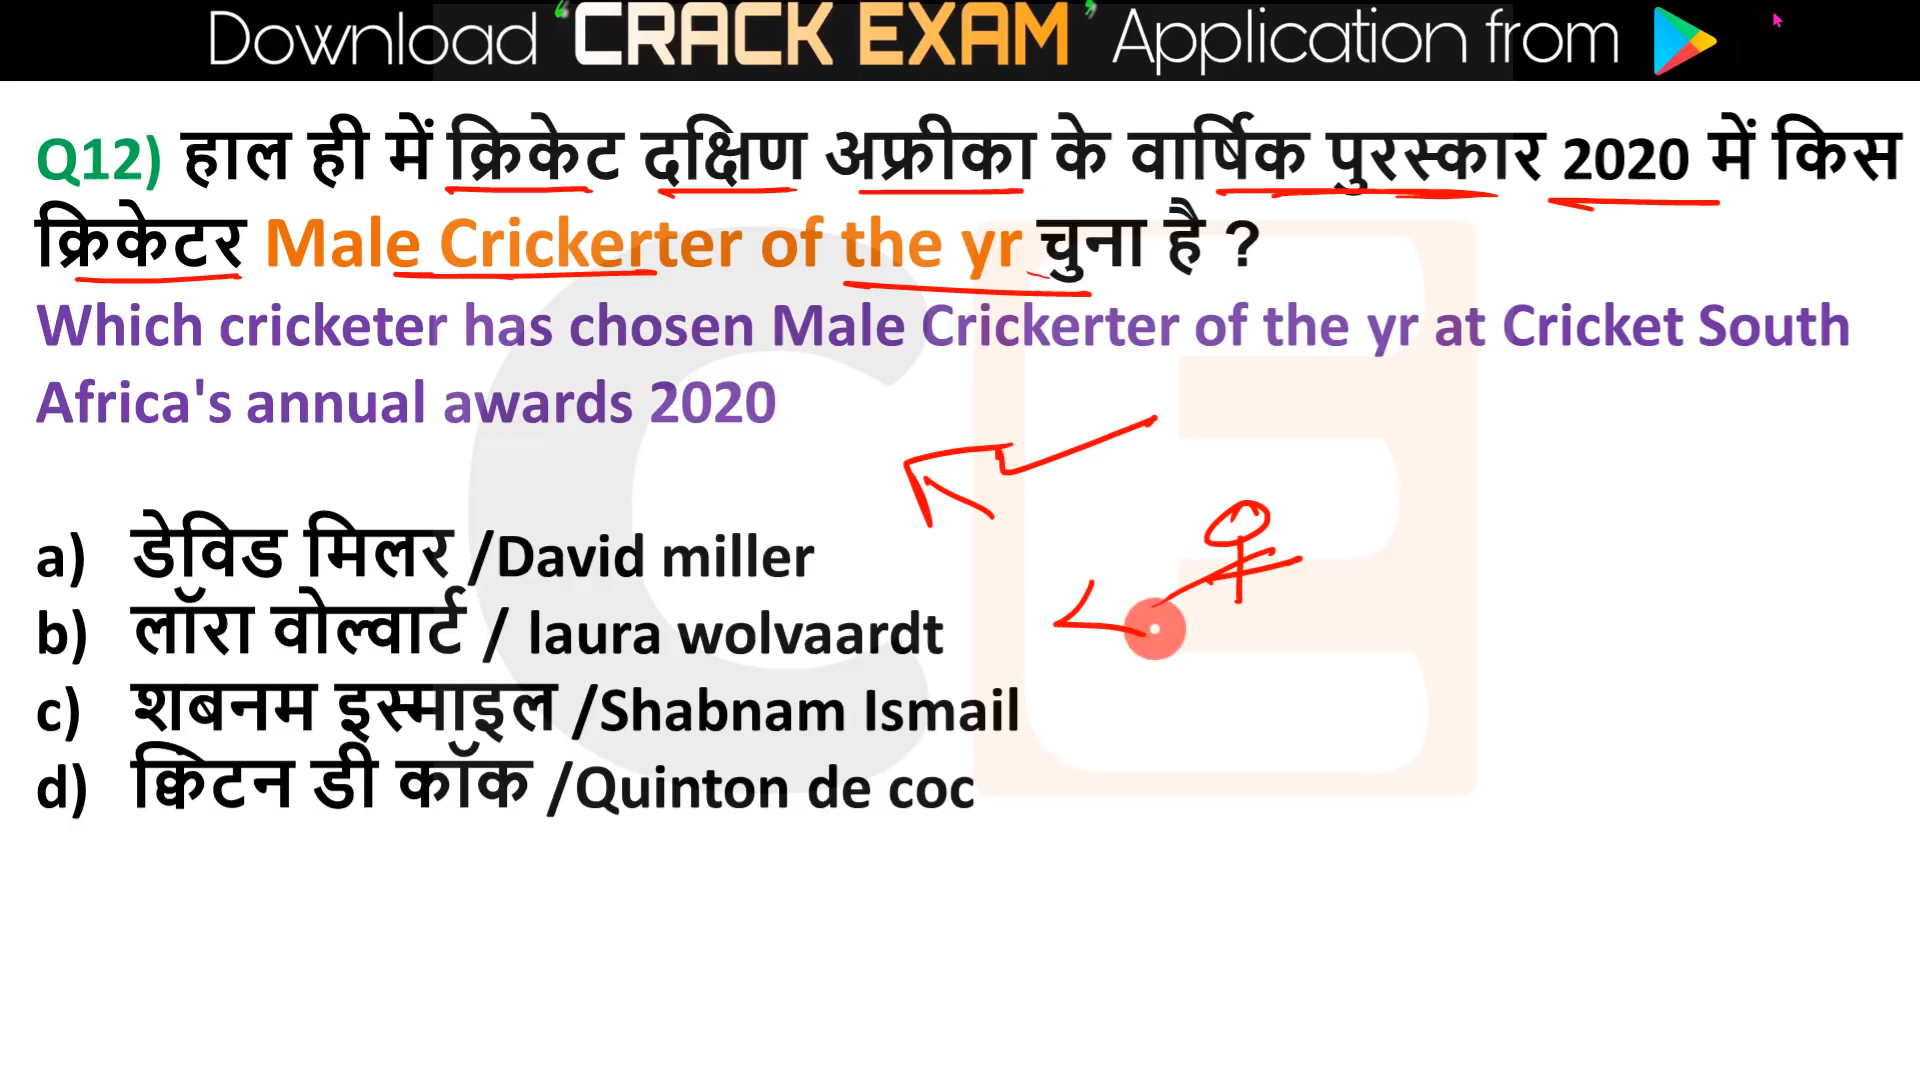 Download ‘CRACK EXAM’ Application from
Q12) हाल ही में क्रिकेट दक्षिण अफ्रीका के वार्षिक पुरस्कार 2020 में किस
क्रिकेटर Male Crickerter of the yr चुना है ?
Which cricketer has chosen Male Crickerter of the yr at Cricket South
Africa's annual awards 2020
a) डेविड मिलर /David miller
b) लॉरा वोल्वार्ट / laura wolvaardt
c) शबनम इस्माइल /Shabnam Ismail
d) क्विंटन डी कॉक /Quinton de coc